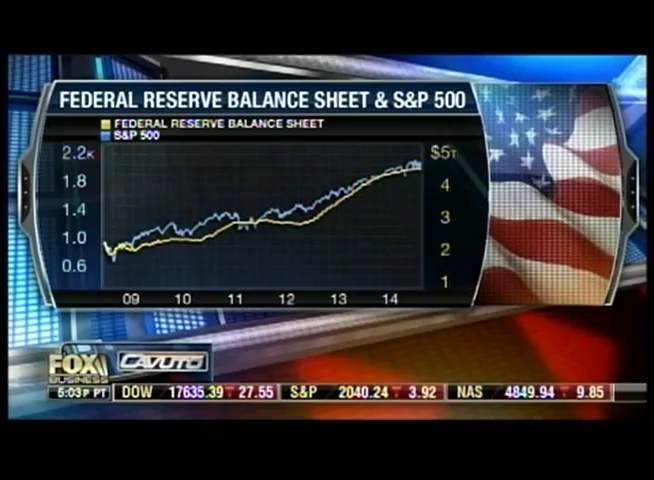 FEDERAL RESERVE BALANCE SHEET & S&P 500
FEDERAL RESERVE BALANCE SHEET
S&P 500
2.2K
1.8
1.4
1.0
0.6
$5T
4
3
2
1
09 10 11 12 13 14
FOX
BUSINESS
CAVUTO
5:03P PT DOW 17635.39 27.55 S&P 2040.24 3.92 NAS 4849.94 9.85